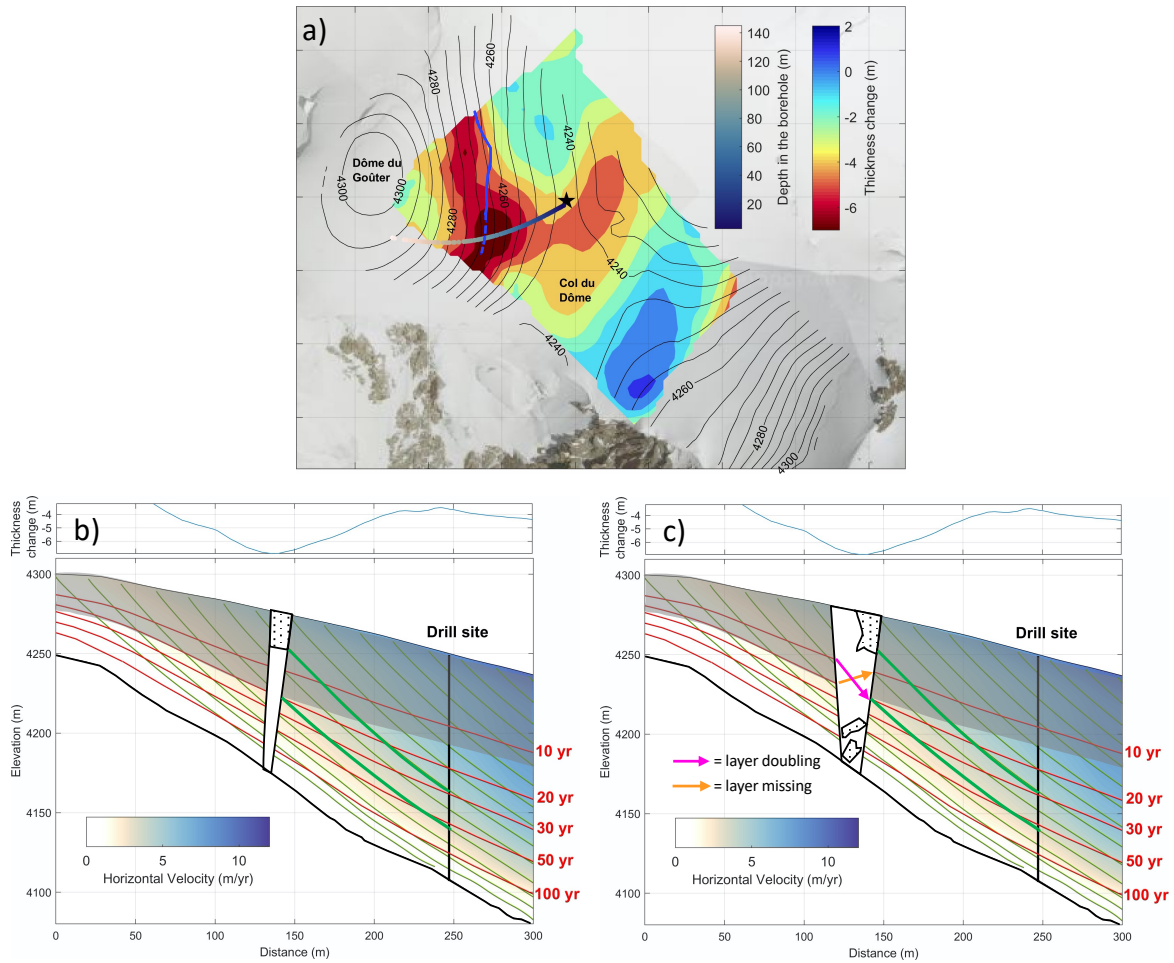 a)
4260
4280
4240
Dôme du
Goûter
4300
4300
4280
4260
4240
Col du
Dôme
4240
4260
4280
4300
140
120
100
80
60
40
20
Depth in the borehole (m)
2
0
-2
-4
-6
Thickness change (m)
b)
Thickness
change (m)
-4
-5
-6
4300
4250
4200
4150
4100
Elevation (m)
Drill site
10 yr
20 yr
30 yr
50 yr
100 yr
0 5 10
Horizontal Velocity (m/yr)
0 50 100 150 200 250 300
Distance (m)
c)
Thickness
change (m)
-4
-5
-6
4300
4250
4200
4150
4100
Elevation (m)
Drill site
= layer doubling
= layer missing
10 yr
20 yr
30 yr
50 yr
100 yr
0 5 10
Horizontal Velocity (m/yr)
0 50 100 150 200 250 300
Distance (m)